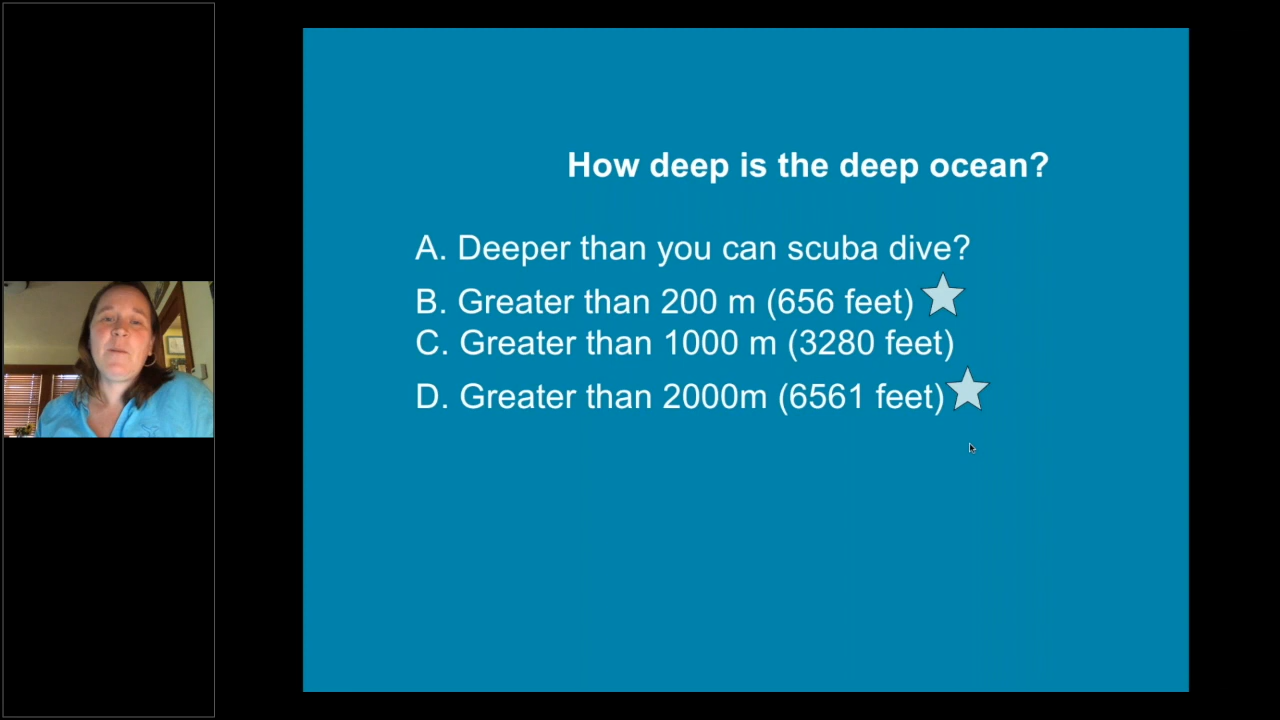 How deep is the deep ocean?
A. Deeper than you can scuba dive?
B. Greater than 200 m (656 feet)
C. Greater than 1000 m (3280 feet)
D. Greater than 2000m (6561 feet)